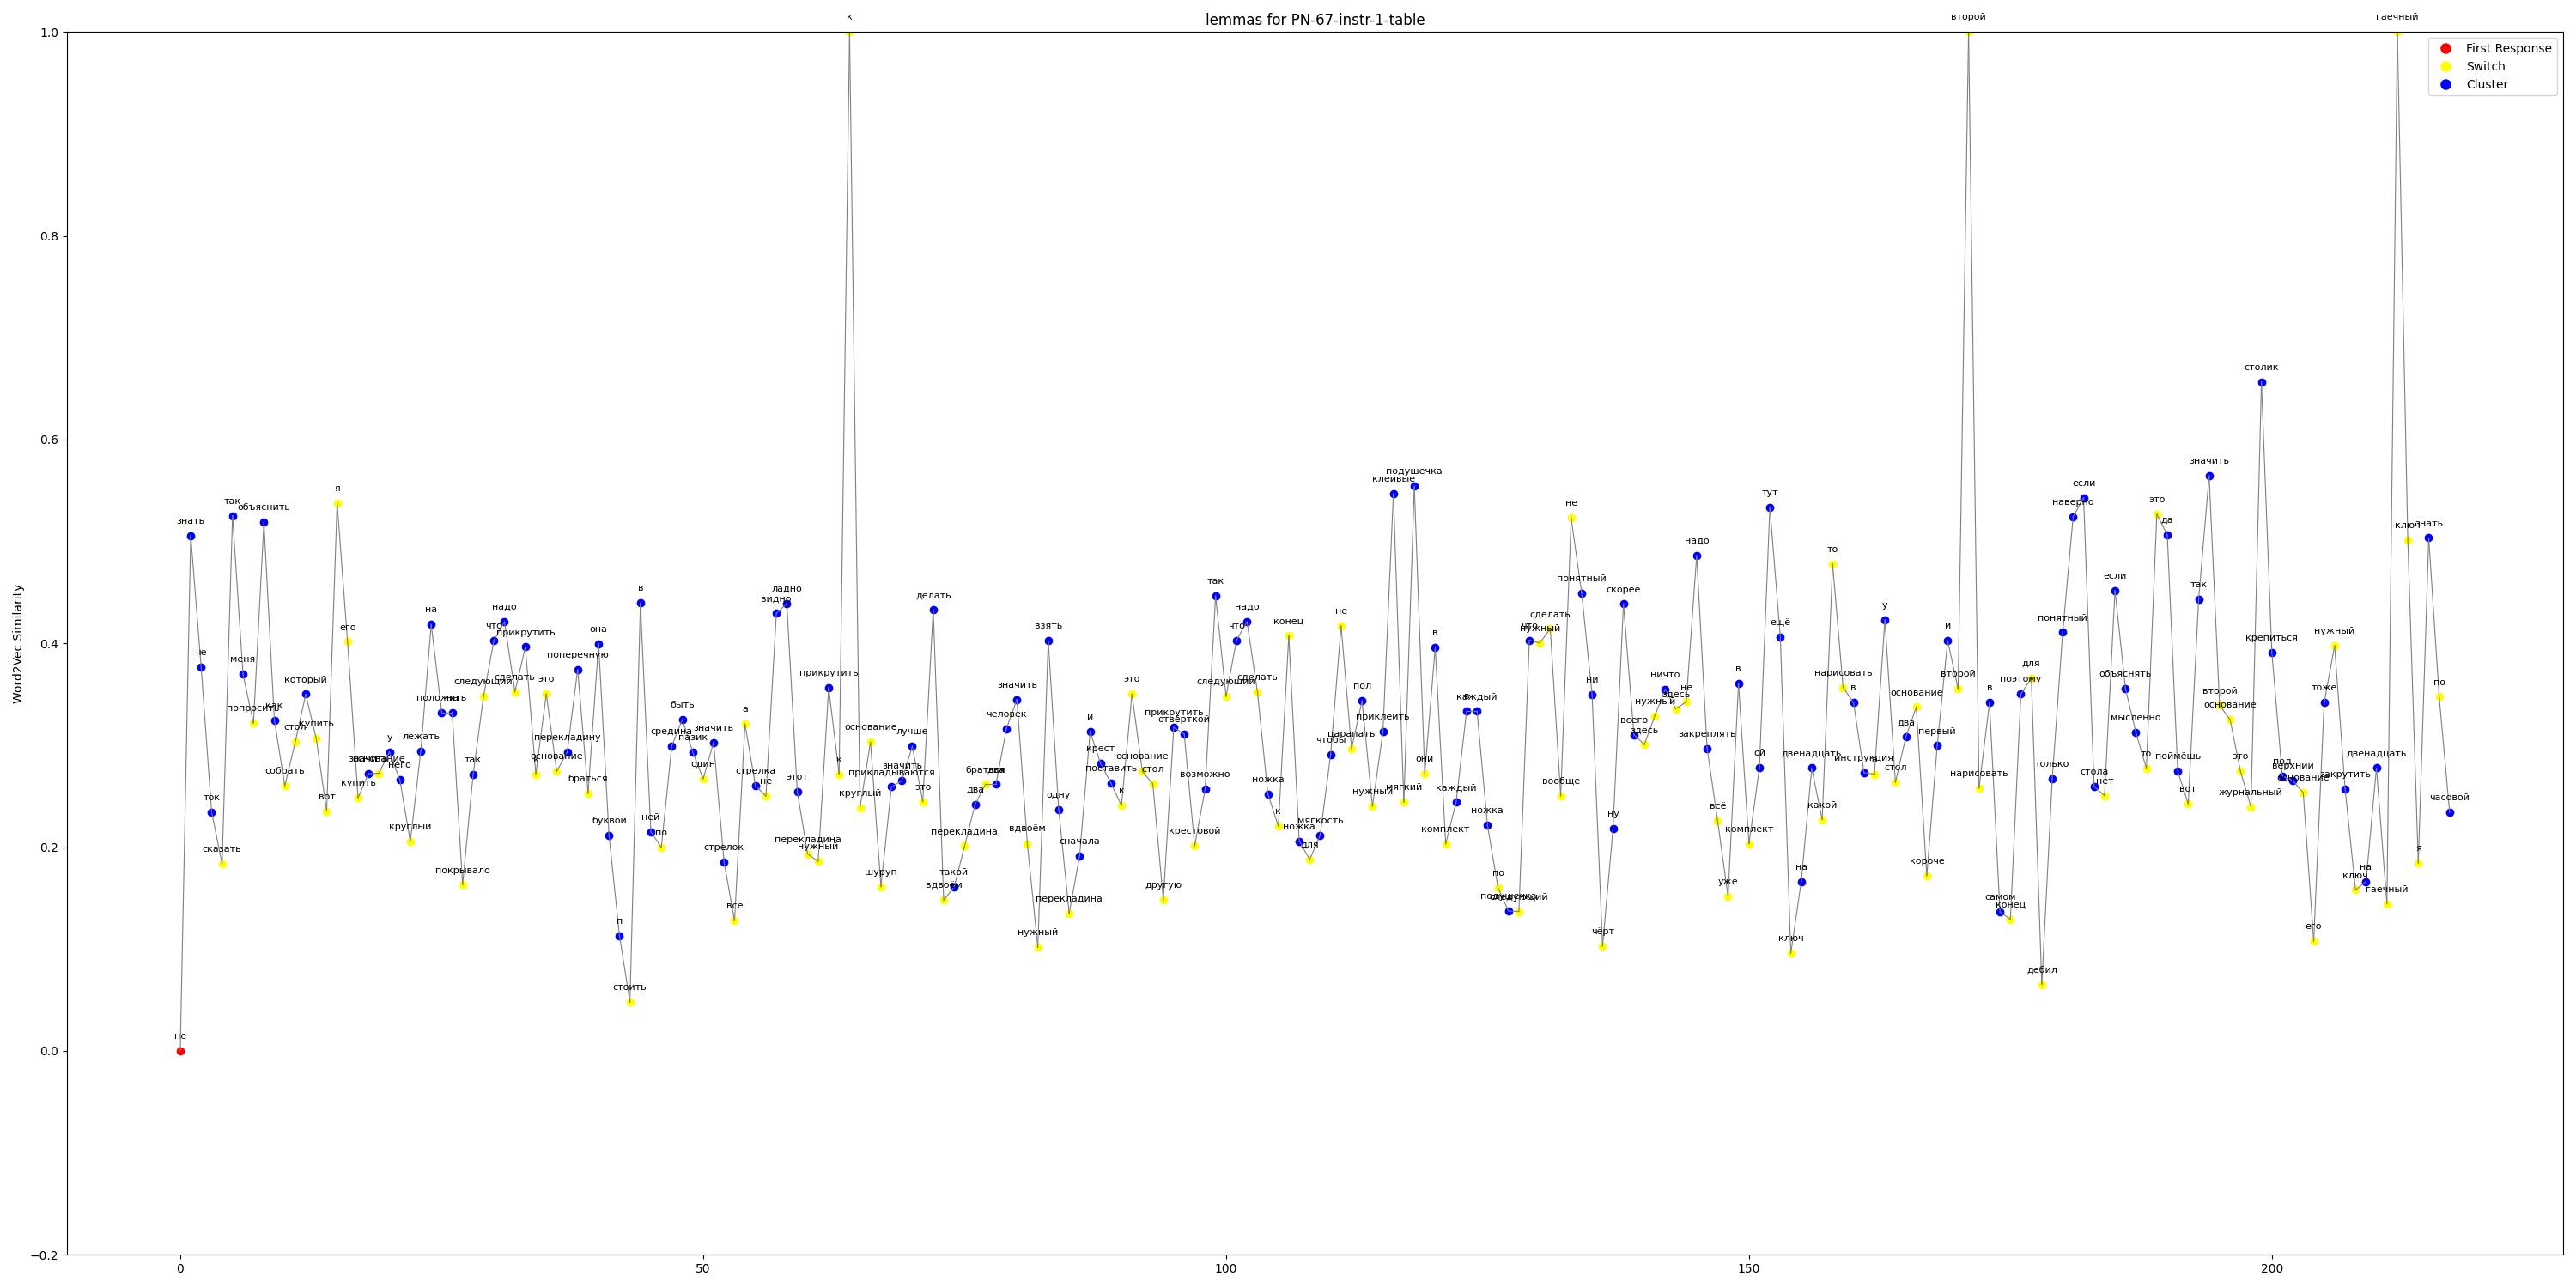 lemmas for PN-67-instr-1-table
First Response
Switch
Cluster
Word2Vec Similarity
1.0
0.8
0.6
0.4
0.2
0.0
−0.2
0
50
100
150
200
не
знать
че
ток
сказать
так
меня
попросить
объяснить
как
собрать
стол
который
купить
вот
я
его
купить
значить
основание
у
него
круглый
лежать
на
положить
на
покрывало
так
следующий
что
надо
сделать
прикрутить
к
это
основание
перекладину
поперечную
браться
она
буквой
п
стоить
в
ней
по
средина
быть
пазик
один
значить
стрелок
всё
а
стрелка
не
видно
ладно
этот
перекладина
нужный
прикрутить
к
к
круглый
основание
шуруп
прикладываются
значить
лучше
это
делать
вдвоём
такой
перекладина
два
браться
два
человек
значить
вдвоём
нужный
взять
одну
перекладина
сначала
и
крест
поставить
к
это
основание
стол
другую
прикрутить
отвёрткой
крестовой
возможно
так
следующий
что
надо
сделать
ножка
к
конец
ножка
для
мягкость
чтобы
не
царапать
пол
нужный
приклеить
клеивые
мягкий
подушечка
они
в
комплект
каждый
каждый
ножка
по
подушечка
следующий
что
нужный
сделать
вообще
не
понятный
ни
чёрт
ну
скорее
всего
здесь
нужный
ничто
здесь
не
надо
закреплять
всё
уже
в
комплект
ой
тут
ещё
ключ
на
двенадцать
какой
то
нарисовать
в
инструкция
у
стол
два
основание
короче
первый
и
второй
второй
нарисовать
в
самом
конец
поэтому
для
дебил
только
понятный
наверно
если
стола
нет
если
объяснять
мысленно
то
это
да
поймёшь
вот
так
значить
второй
основание
это
журнальный
столик
крепиться
под
верхний
основание
его
тоже
нужный
закрутить
ключ
на
двенадцать
гаечный
гаечный
ключ
я
знать
по
часовой